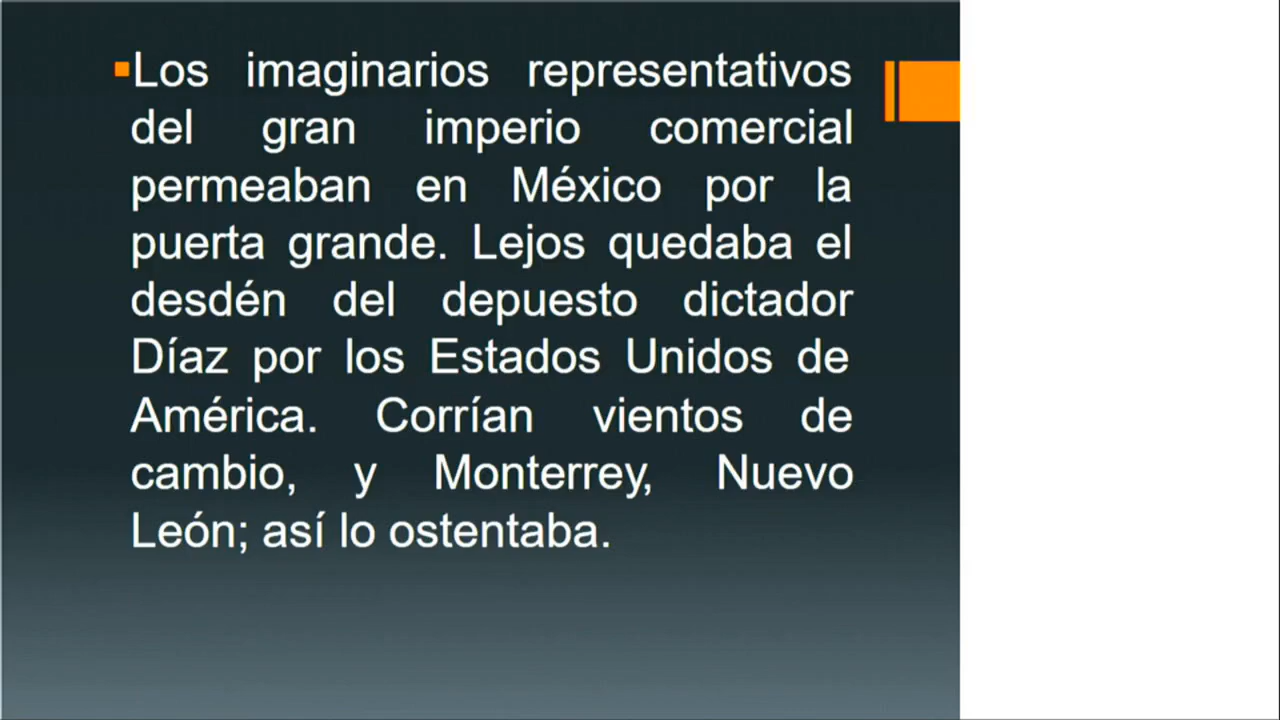 Los imaginarios representativos
del gran imperio comercial
permeaban en México por la
puerta grande. Lejos quedaba el
desdén del depuesto dictador
Díaz por los Estados Unidos de
América. Corrían vientos de
cambio, y Monterrey, Nuevo
León; así lo ostentaba.